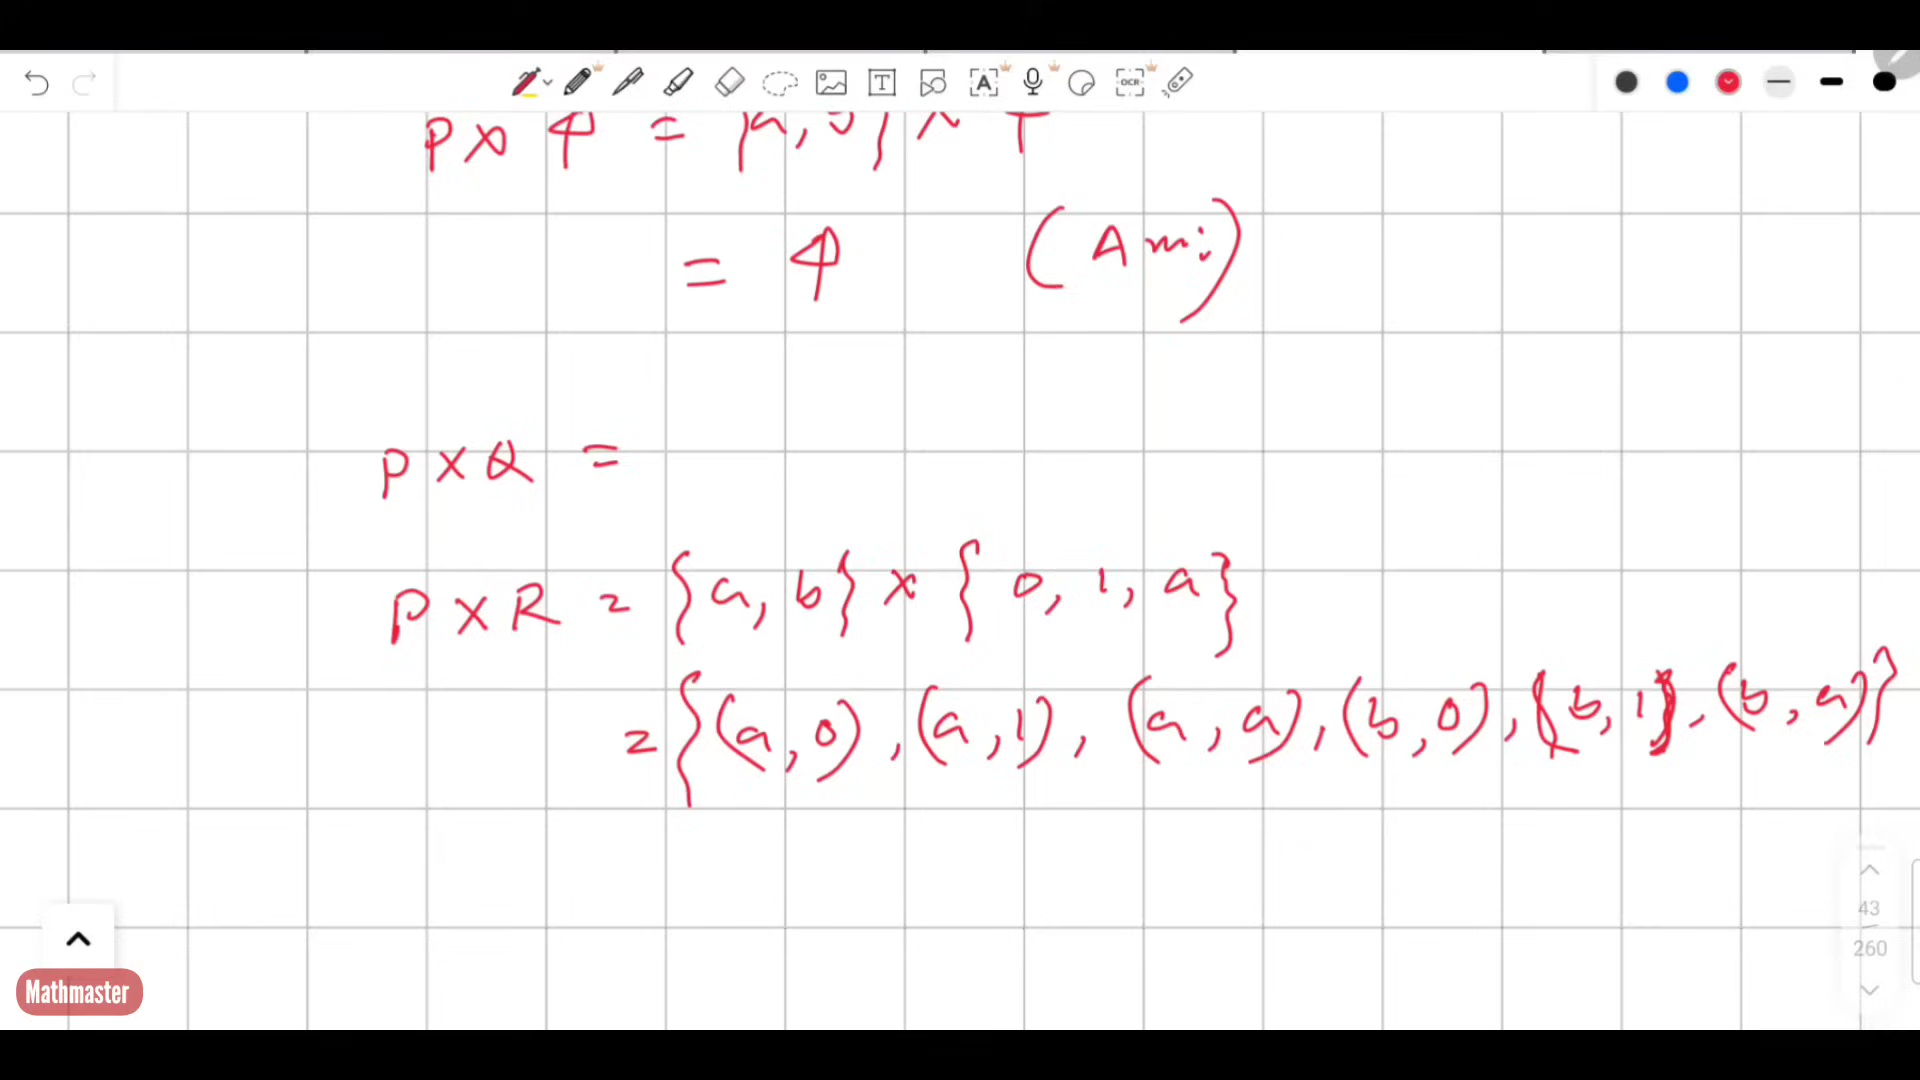 P × φ = {a, b} × φ
= φ (Ans:)
P × Q =
P × R = {a, b} × { 0, 1, a}
= {(a, 0), (a, 1), (a, a), (b, 0), (b, 1), (b, a)}
43
260
Mathmaster